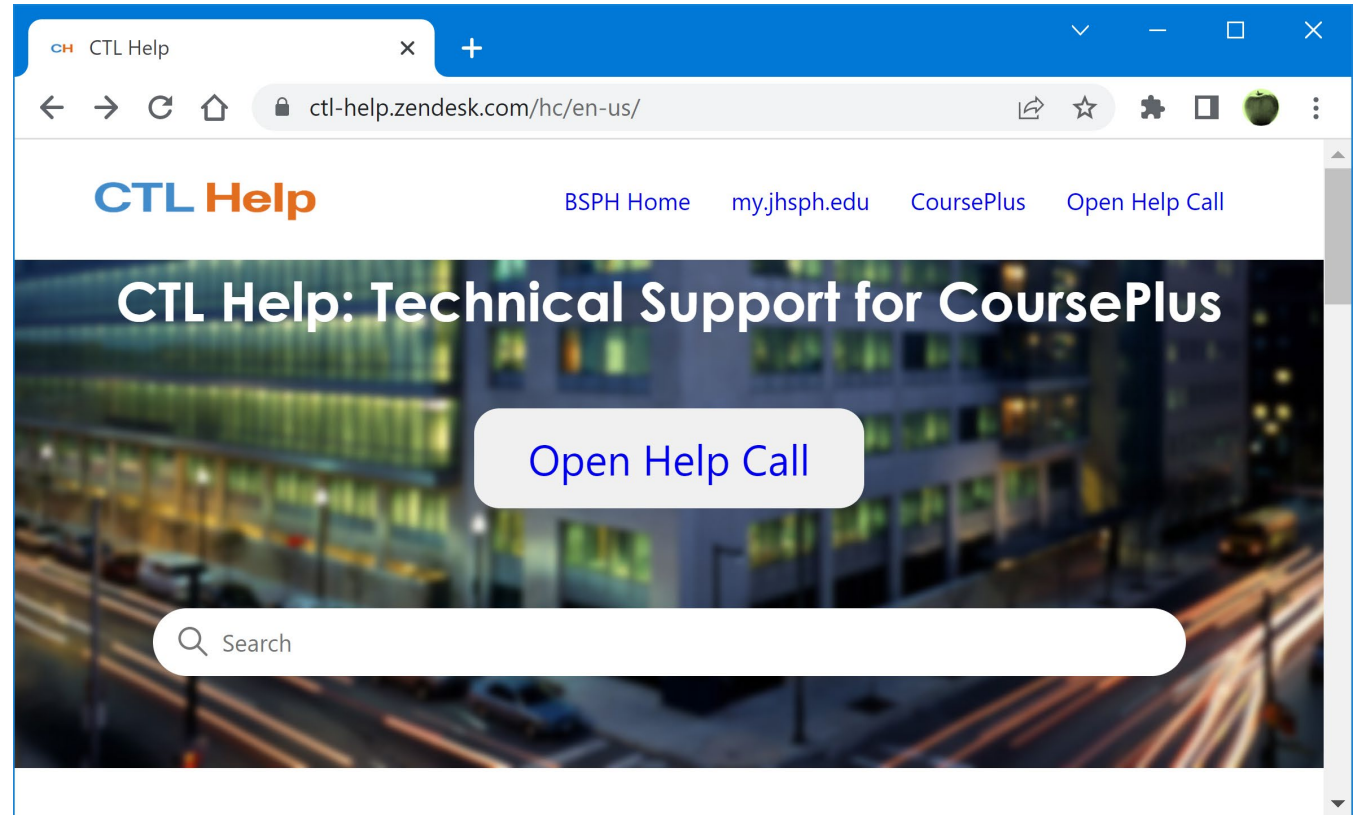 CH CTL Help
ctl-help.zendesk.com/hc/en-us/
CTL Help
BSPH Home my.jhsph.edu CoursePlus Open Help Call
CTL Help: Technical Support for CoursePlus
Open Help Call
Search